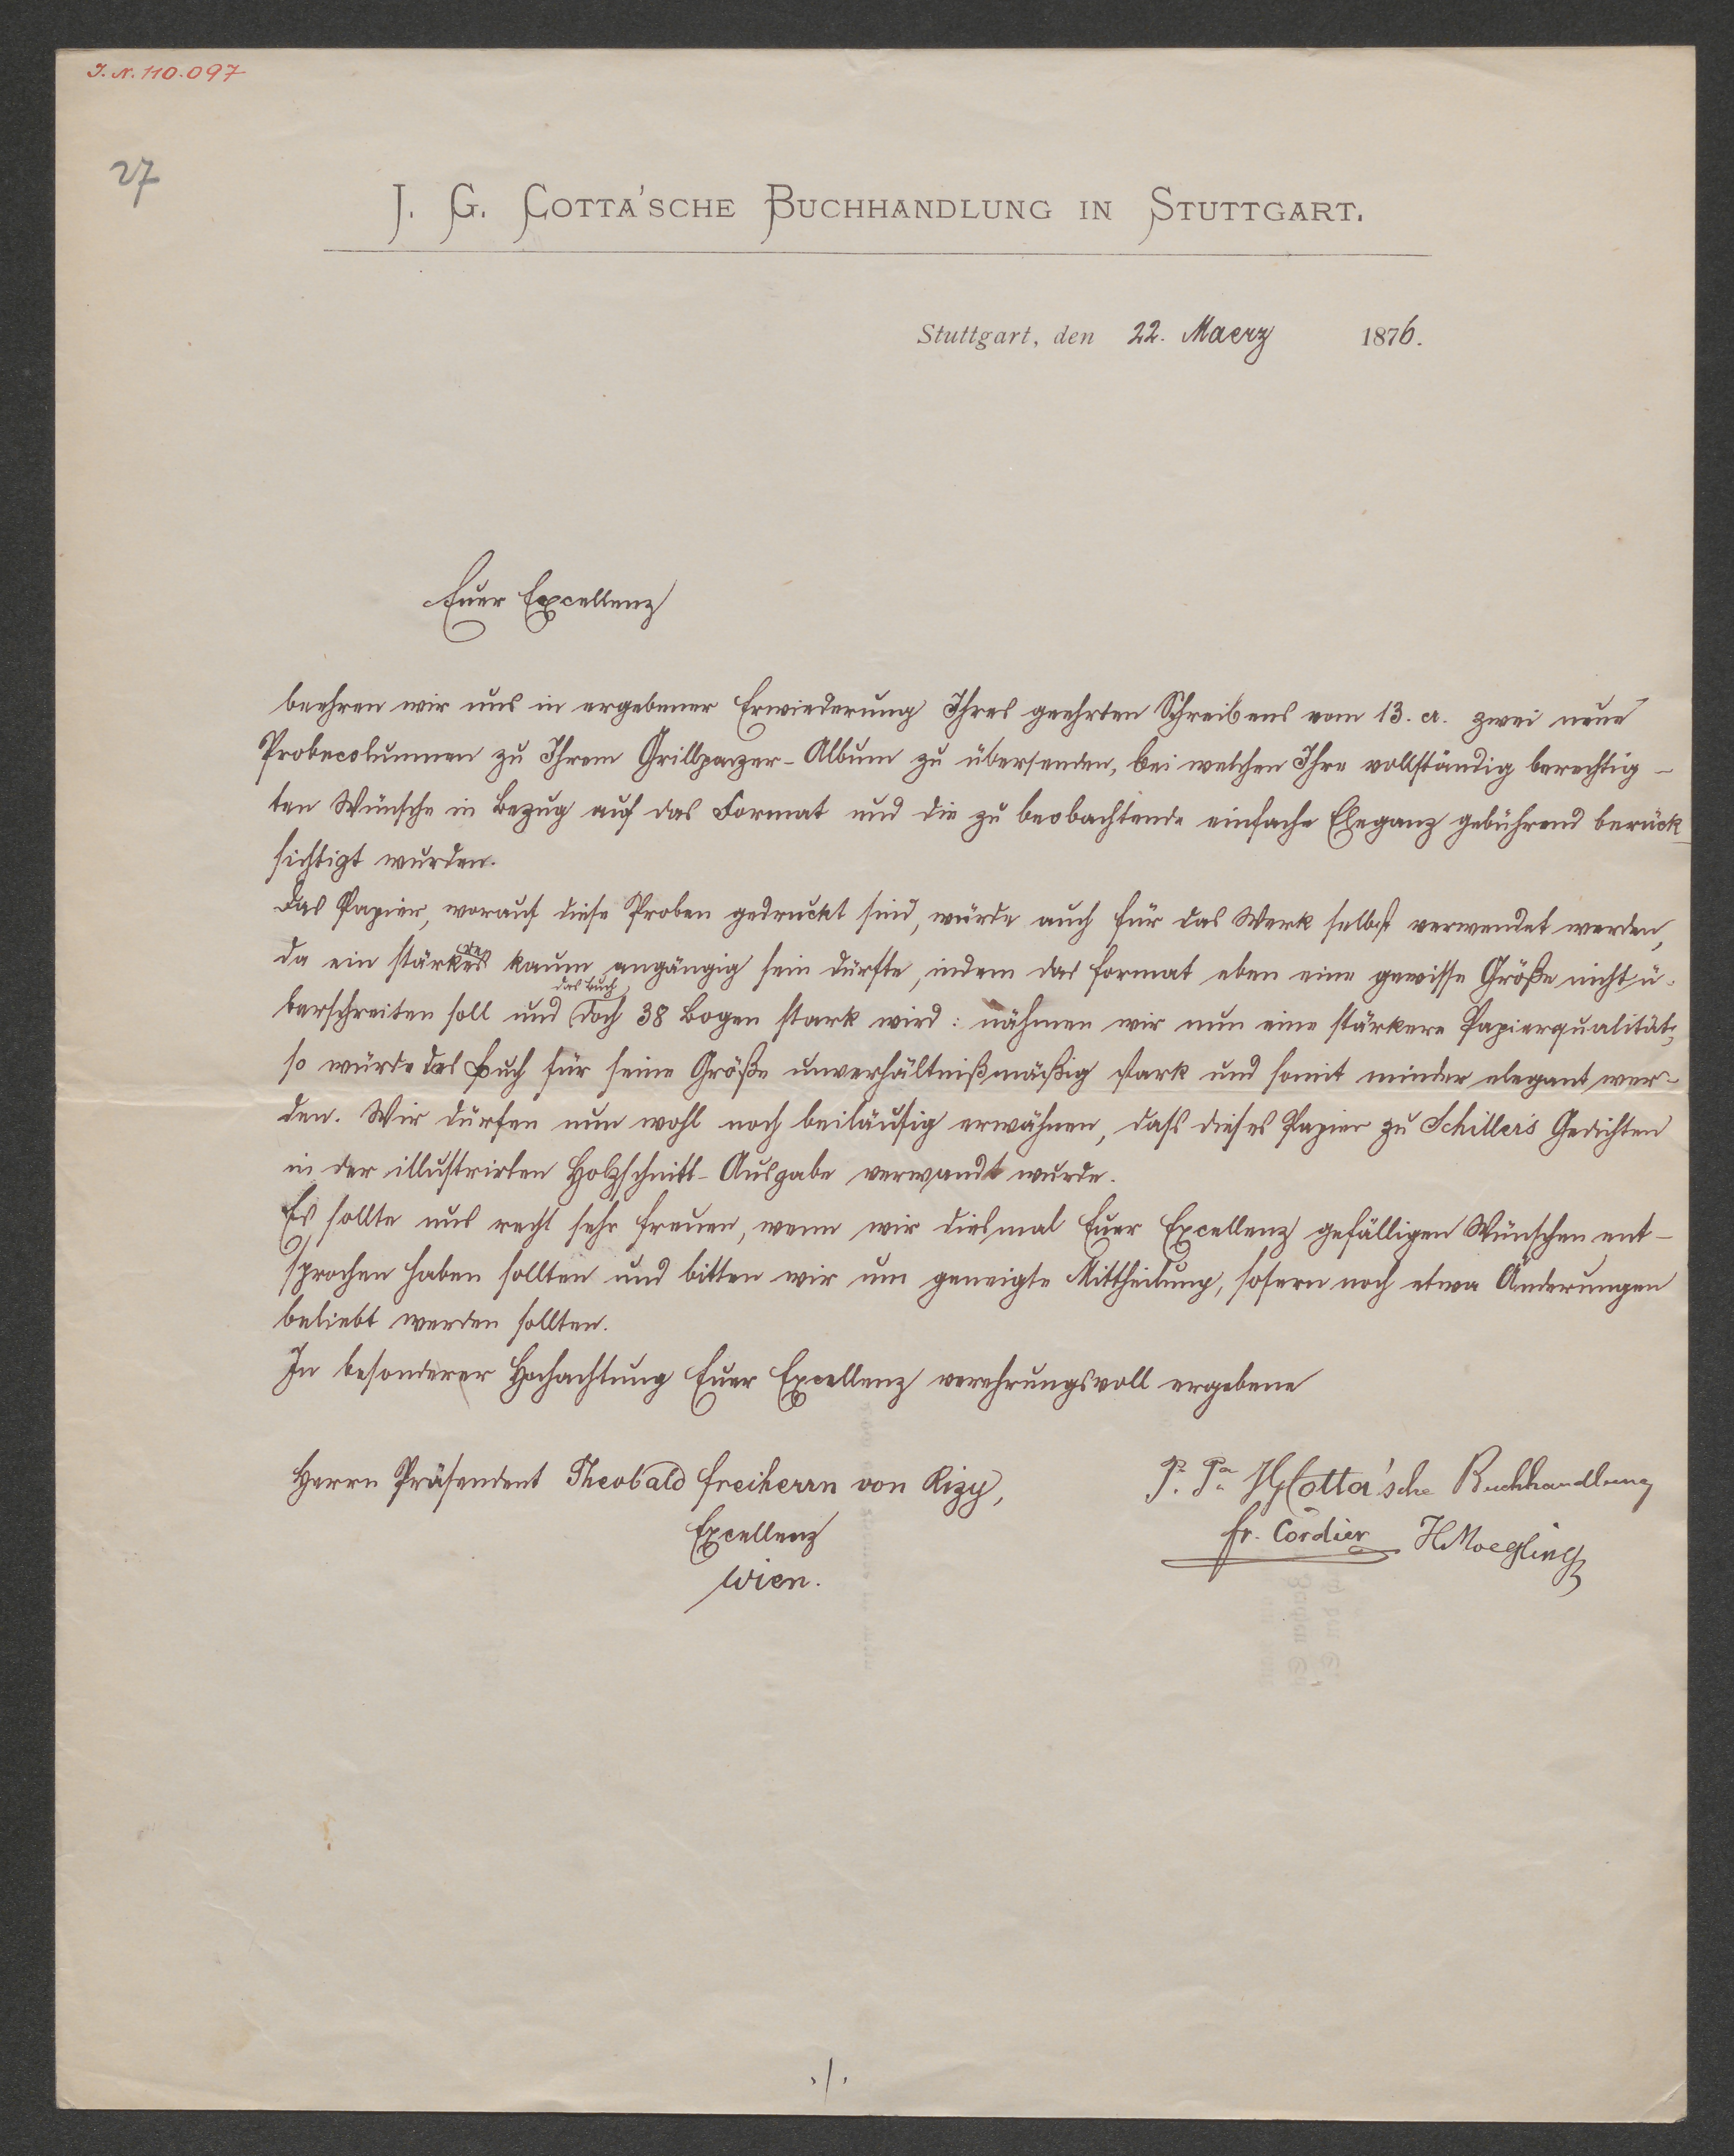 J. N. 110.097
27
J. G. Cotta'sche Buchhandlung in Stuttgart.
Stuttgart, den 22. Maerz 1876.
Euer Excellenz
beehren wir uns in ergebener Erwiederung Ihres geehrten Schreibens vom 13. cr. zwei neue
Probecolumnen zu Ihrem Grillparzer-Album zu übersenden, bei welchen Ihre vollständig berechtig-
ten Wünsche in Bezug auf das Format und die zu beobachtende einfache Eleganz gebührend berück-
sichtigt wurden.
Das Papier, worauf diese Proben gedruckt sind, würde auch für das Werk selbst verwendet werden,
da ein stärkeres kaum angängig sein dürfte, indem das Format eben eine gewisse Größe nicht ü-
berschreiten soll und das Buch doch 38 Bogen stark wird: nähmen wir nun eine stärkere Papierqualität,
so würde das Buch für seine Größe unverhältnißmäßig stark und somit minder elegant wer-
den. Wir dürfen nun wohl noch beiläufig erwähnen, dass dieses Papier zu Schiller's Gedichten
in der illustrirten Holzschnitt-Ausgabe verwandt wurde.
Es sollte uns recht sehr freuen, wenn wir diesmal Euer Excellenz gefälligen Wünschen ent-
sprochen haben sollten und bitten wir um geneigte Mittheilung, sofern noch etwa Änderungen
beliebt werden sollten.
In besonderer Hochachtung Euer Excellenz verehrungsvoll ergebene
Herrn Präsendent Theobald Freiherrn von Rizy,
Excellenz
Wien.
P. Pa JGCotta'sche Buchhandlung
Fr. Cordier HMoegling
./.